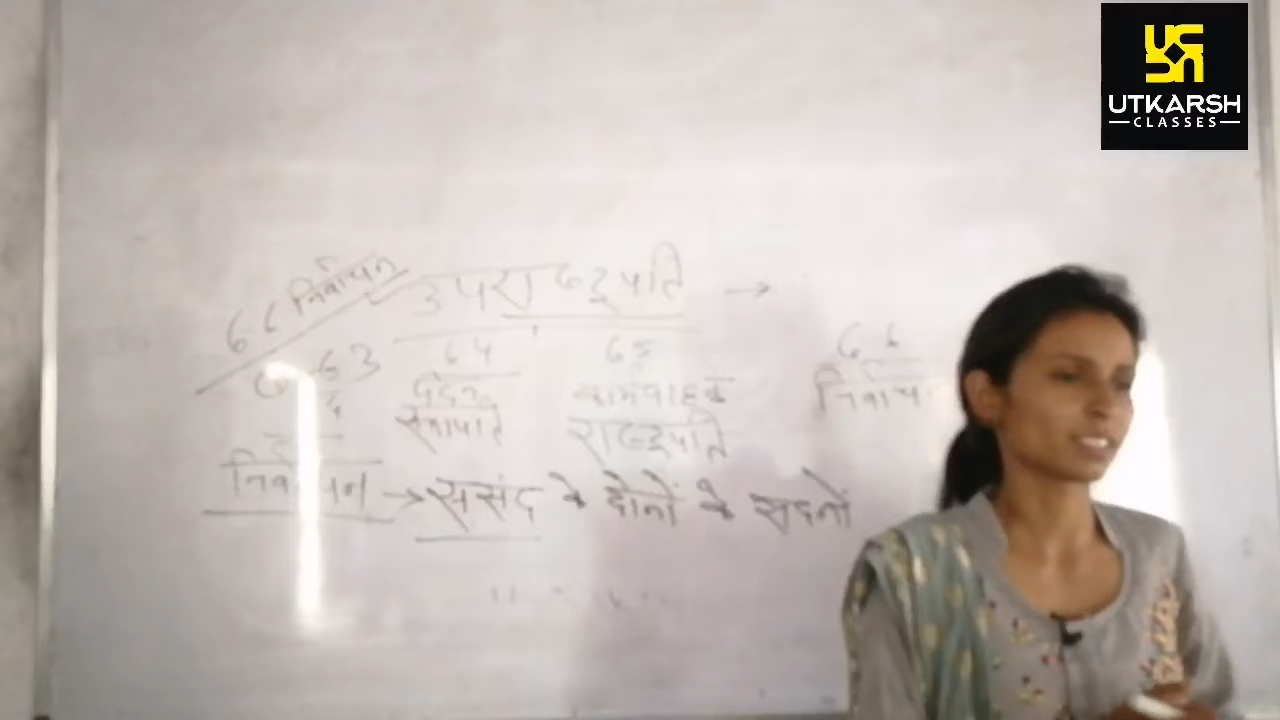 UTKARSH
CLASSES
66 निर्वाचन
उपराष्ट्रपति →
63
64
65
66
पदेन
कार्यवाहक
निर्वाचन
सभापति
राष्ट्रपति
निर्वाचन → ससंद के दोनों के सदनों